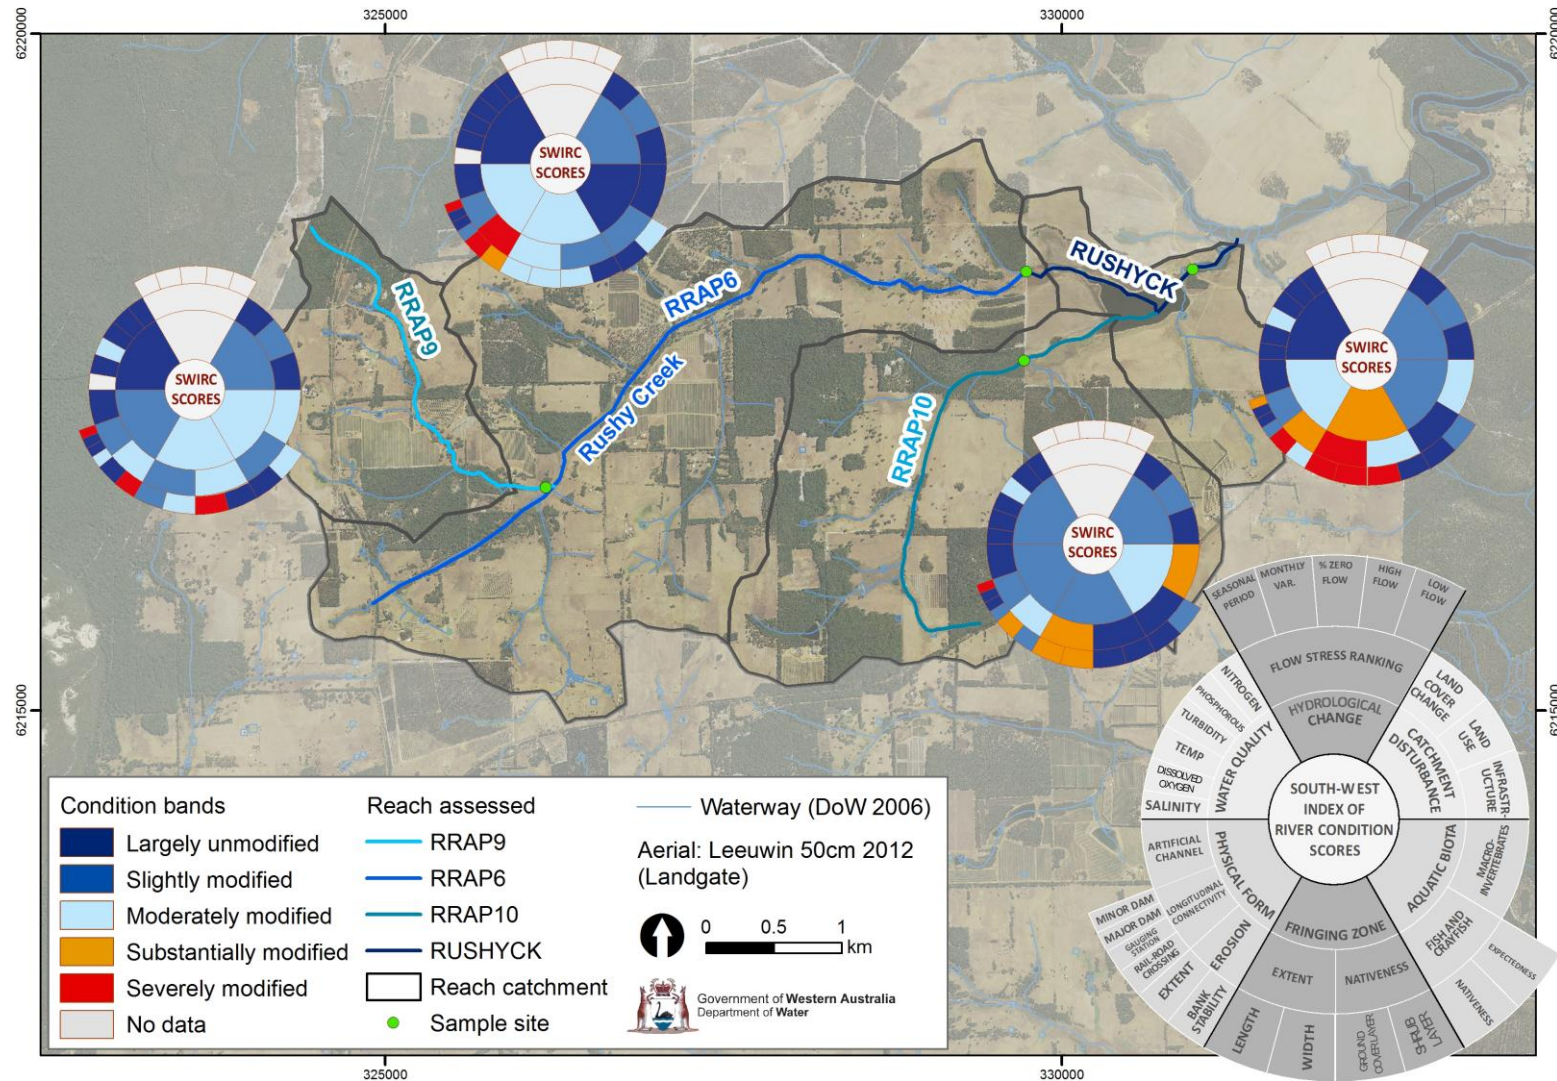 325000
330000
6220000
6220000
SWIRC
SCORES
RUSHYCK
RRAP6
RRAP9
SWIRC
SCORES
SWIRC
SCORES
Rushy Creek
RRAP10
SWIRC
SCORES
6215000
6215000
SEASONAL
PERIOD
MONTHLY
VAR.
% ZERO
FLOW
HIGH
FLOW
LOW
FLOW
FLOW STRESS RANKING
HYDROLOGICAL
CHANGE
NITROGEN
PHOSPHOROUS
TURBIDITY
TEMP
DISSOLVED
OXYGEN
SALINITY
WATER QUALITY
LAND
COVER
CHANGE
LAND
USE
INFRASTR-
UCTURE
CATCHMENT
DISTURBANCE
SOUTH-WEST
INDEX OF
RIVER CONDITION
SCORES
ARTIFICIAL
CHANNEL
PHYSICAL FORM
LONGITUDINAL
CONNECTIVITY
MINOR DAM
MAJOR DAM
GAUGING
STATION
RAIL-ROAD
CROSSING
EROSION
EXTENT
BANK
STABILITY
FRINGING ZONE
EXTENT
NATIVENESS
LENGTH
WIDTH
GROUND
COVER LAYER
SHRUB
LAYER
AQUATIC BIOTA
MACRO-
INVERTEBRATES
FISH AND
CRAYFISH
EXPECTEDNESS
NATIVENESS
Condition bands
Largely unmodified
Slightly modified
Moderately modified
Substantially modified
Severely modified
No data
Reach assessed
RRAP9
RRAP6
RRAP10
RUSHYCK
Reach catchment
Sample site
Waterway (DoW 2006)
Aerial: Leeuwin 50cm 2012
(Landgate)
0 0.5 1
km
Government of Western Australia
Department of Water
325000
330000